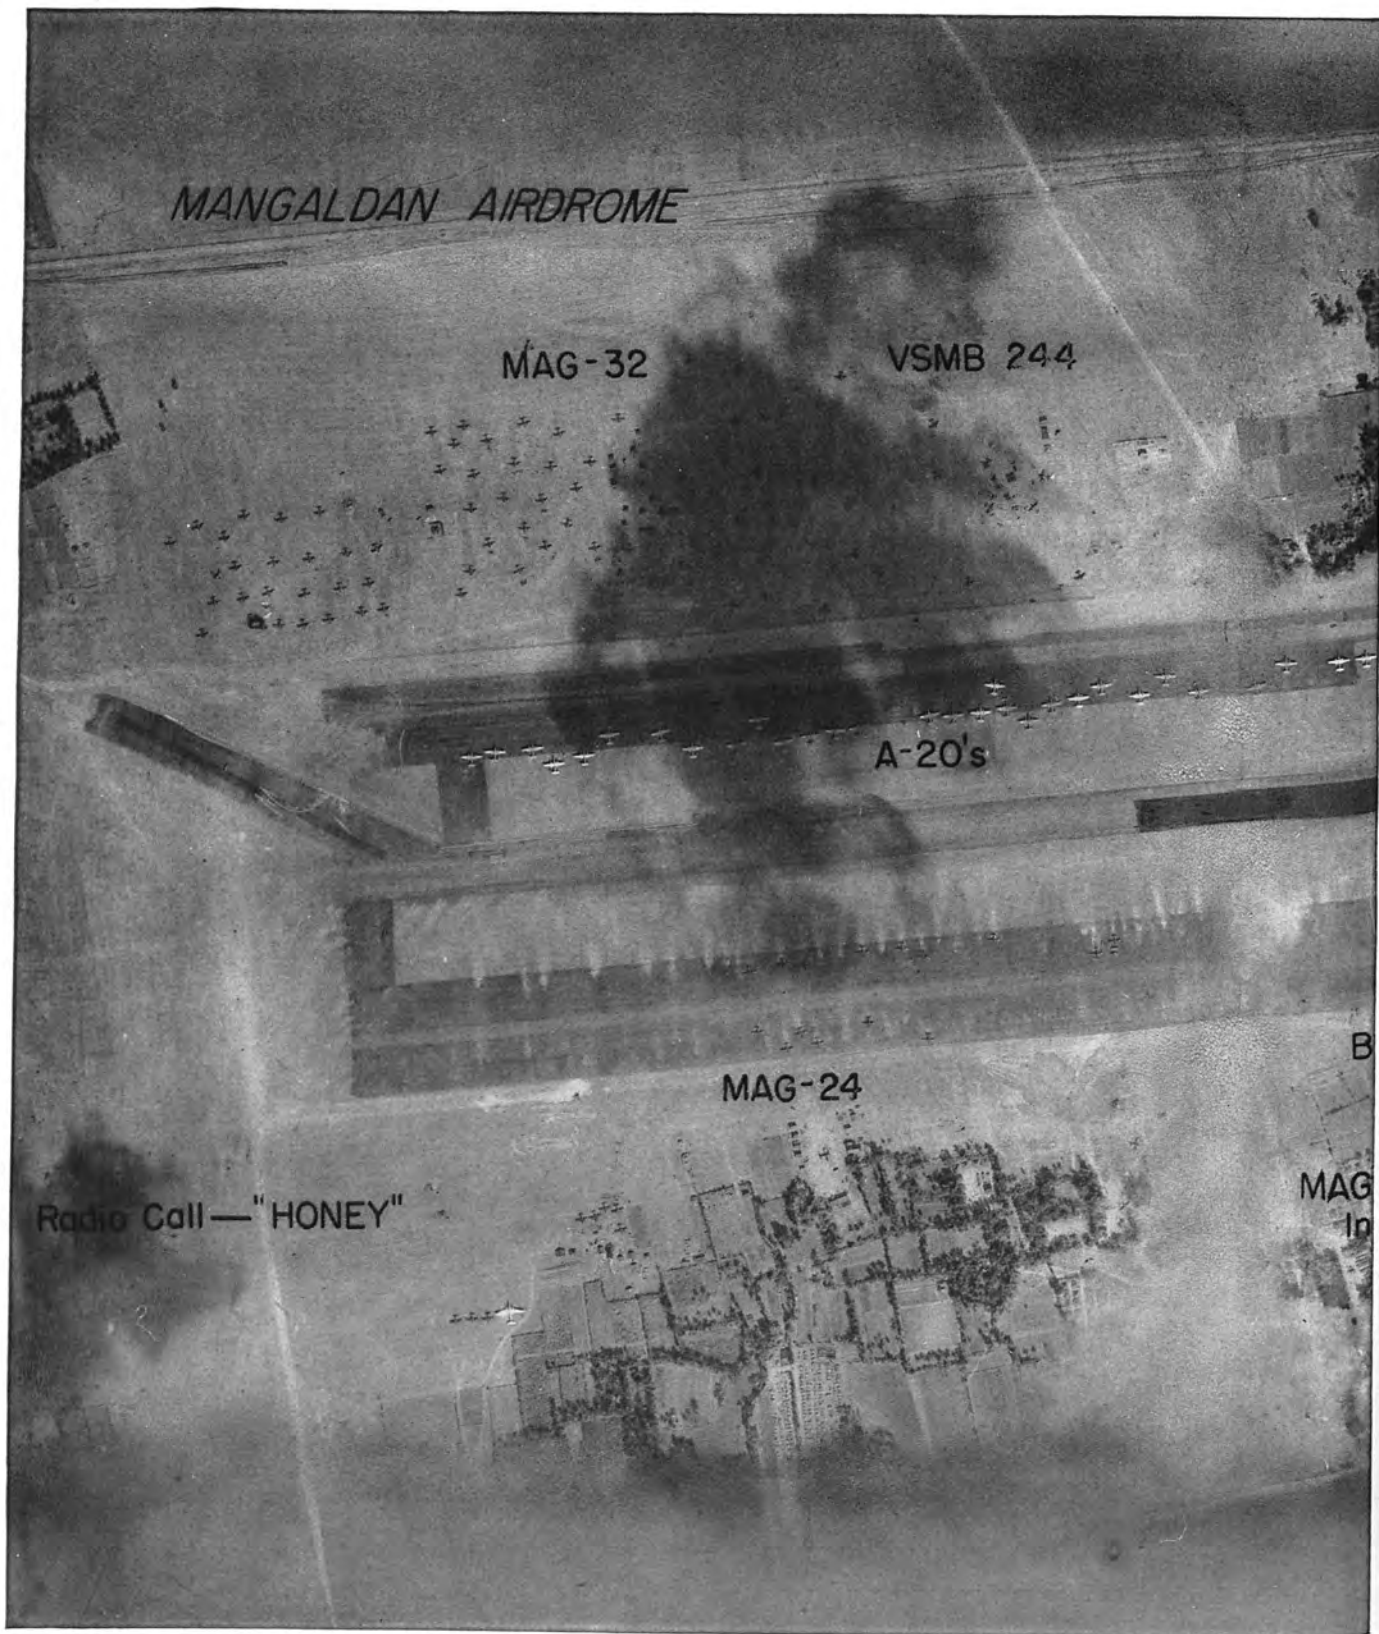 MANGALDAN AIRDROME
MAG-32
VSMB 244
A-20's
MAG-24
B
MAG
In
Radio Call—"HONEY"